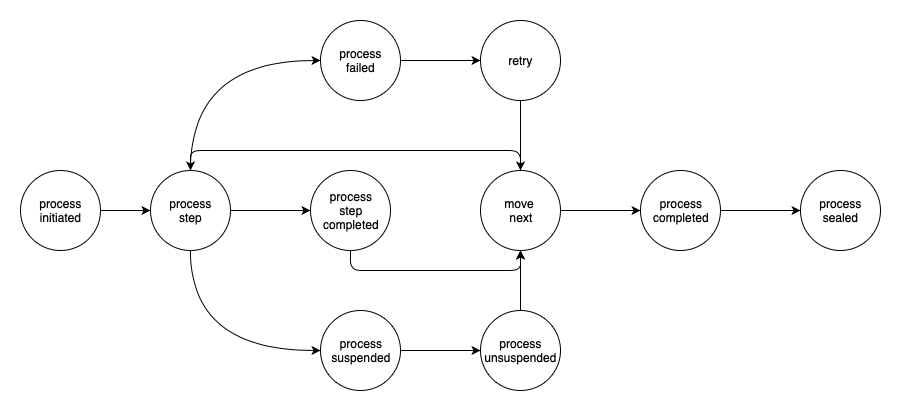 process
failed
retry
process
initiated
process
step
process
step
completed
move
next
process
completed
process
sealed
process
suspended
process
unsuspended